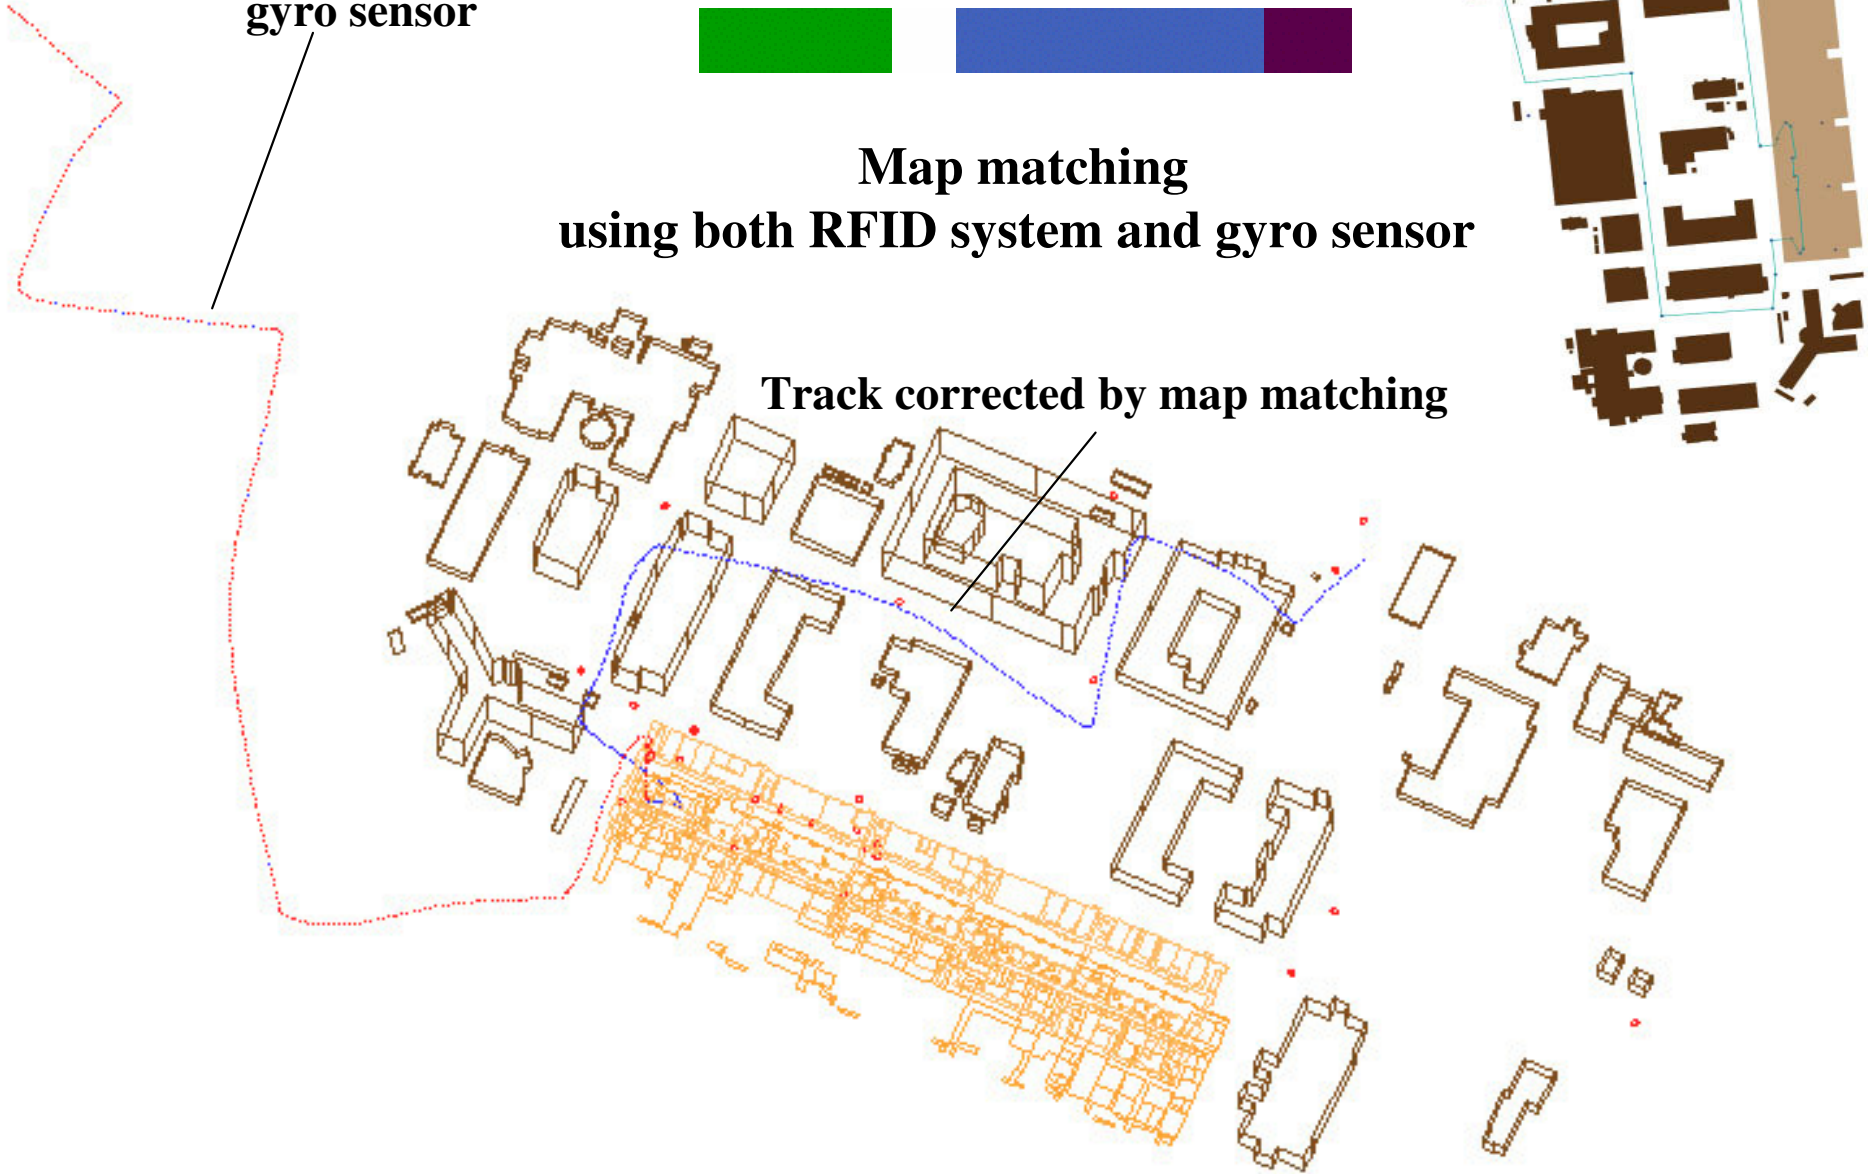 gyro sensor
Map matching
using both RFID system and gyro sensor
Track corrected by map matching